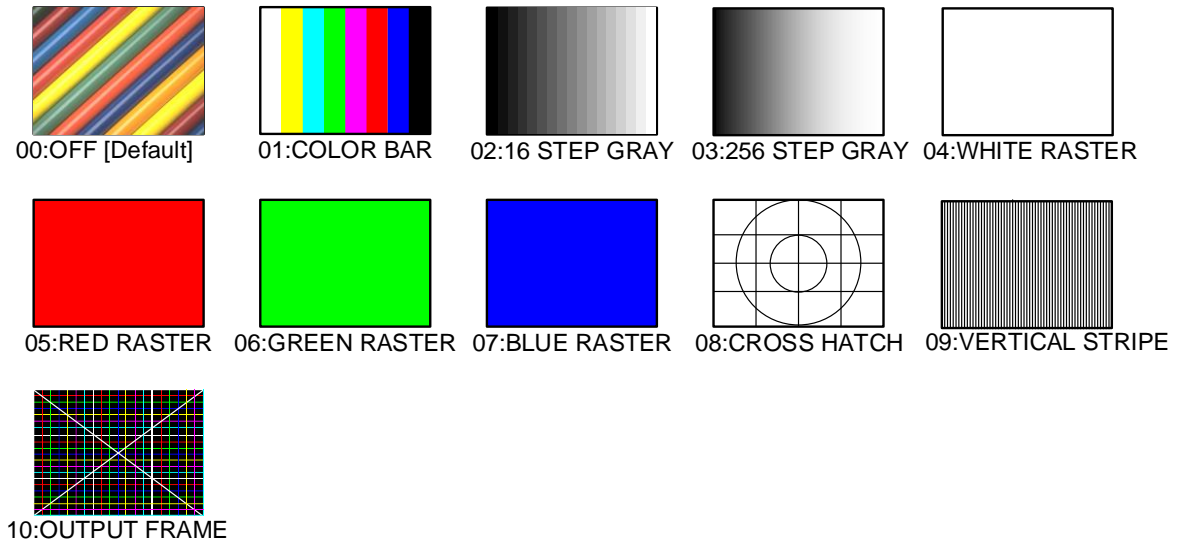 00:OFF [Default]
01:COLOR BAR
02:16 STEP GRAY
03:256 STEP GRAY
04:WHITE RASTER
05:RED RASTER
06:GREEN RASTER
07:BLUE RASTER
08:CROSS HATCH
09:VERTICAL STRIPE
10:OUTPUT FRAME